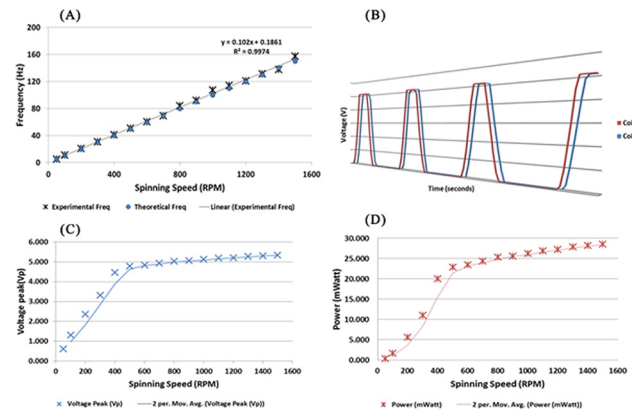 (A)
y = 0.102x + 0.1861
R² = 0.9974
Frequency (Hz)
200
160
120
80
40
0
0 400 800 1200 1600
Spinning Speed (RPM)
Experimental Freq Theoretical Freq Linear (Experimental Freq)
(B)
Voltage (V)
Time (seconds)
Coi
Coi
(C)
Voltage peak(Vp)
6.000
5.000
4.000
3.000
2.000
1.000
0.000
0 200 400 600 800 1000 1200 1400 1600
Spinning Speed (RPM)
Voltage Peak (Vp) 2 per. Mov. Avg. (Voltage Peak (Vp))
(D)
Power (mWatt)
30.000
25.000
20.000
15.000
10.000
5.000
0.000
0 100 200 300 400 500 600 700 800 900 1000 1100 1200 1300 1400 1500 1600
Spinning Speed (RPM)
Power (mWatt) 2 per. Mov. Avg. (Power (mWatt))